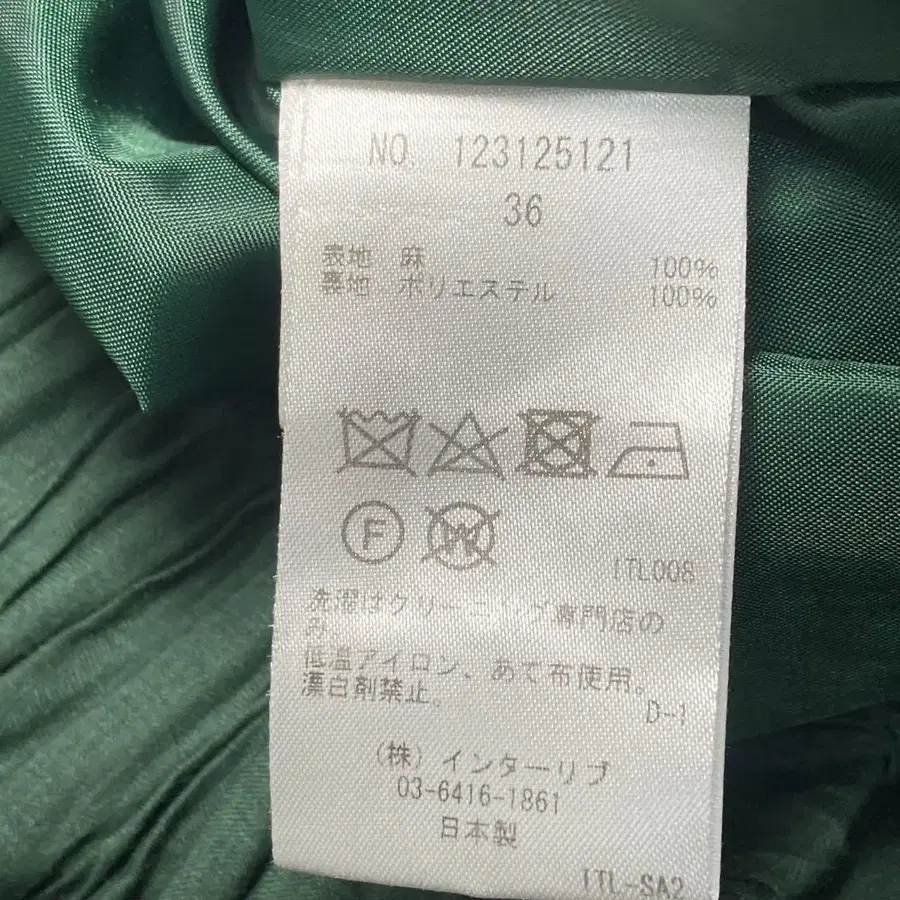 NO. 123125121
36
表地 麻 100%
裏地 ポリエステル 100%
F W
ITL008
洗濯はクリーニング専門店の
み。
低温アイロン、あて布使用。
漂白剤禁止。
D-1
(株)インターリブ
03-6416-1861
日本製
ITL-SA2